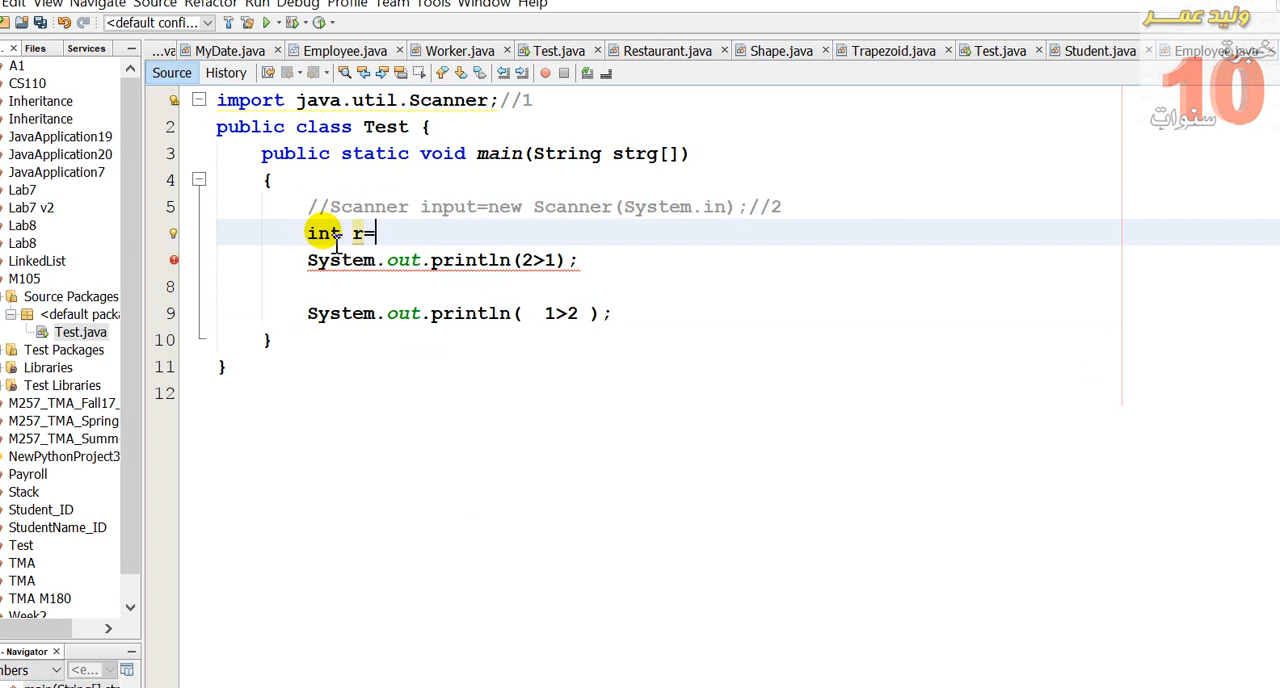 Edit View Navigate Source Refactor Run Debug Profile Team Tools Window Help
<default confi...
وليد عمر
خبرة
10
سنوات
Files Services
...va MyDate.java Employee.java Worker.java Test.java Restaurant.java Shape.java Trapezoid.java Test.java Student.java Employee.java
Source History
A1
CS110
Inheritance
Inheritance
JavaApplication19
JavaApplication20
JavaApplication7
Lab7
Lab7 v2
Lab8
Lab8
LinkedList
M105
Source Packages
<default pack
Test.java
Test Packages
Libraries
Test Libraries
M257_TMA_Fall17_
M257_TMA_Spring
M257_TMA_Summ
NewPythonProject3
Payroll
Stack
Student_ID
StudentName_ID
Test
TMA
TMA
TMA M180
Week2
- Navigator
mbers <e...
main(String[] str
import java.util.Scanner;//1
2 public class Test {
3 public static void main(String strg[])
4 {
5 //Scanner input=new Scanner(System.in);//2
int r=
System.out.println(2>1);
8
9 System.out.println( 1>2 );
10 }
11 }
12